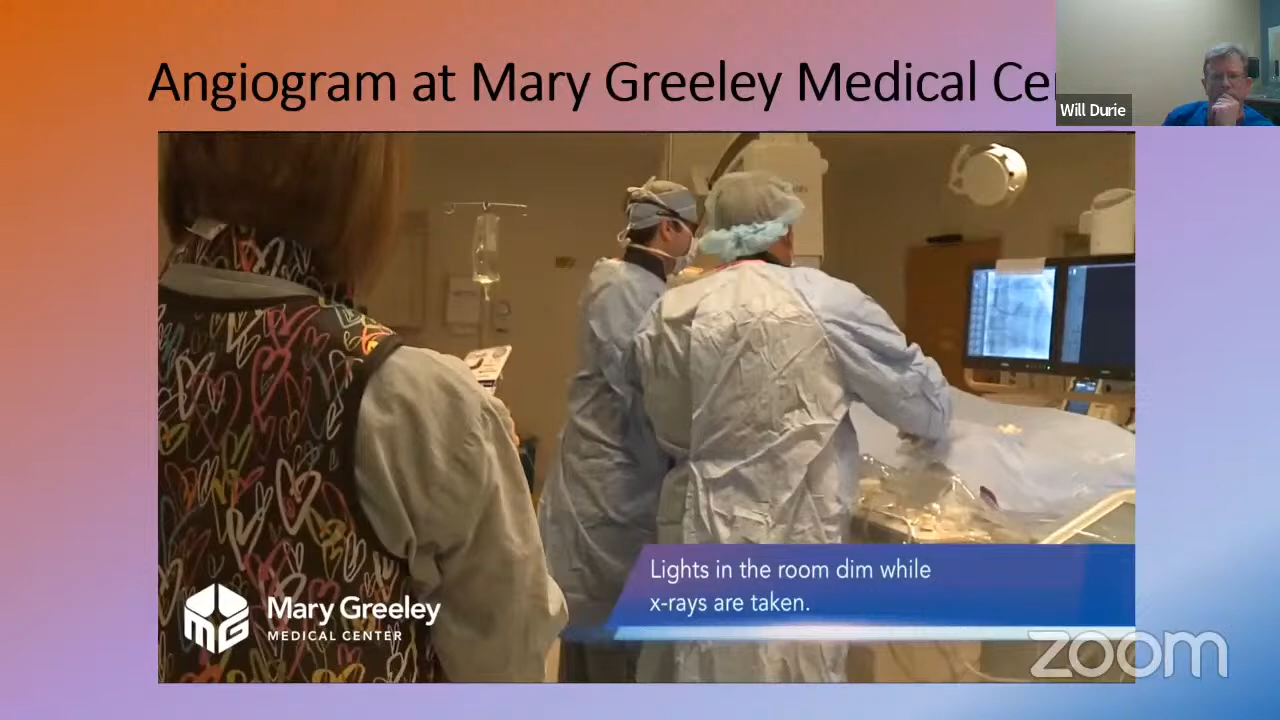 Angiogram at Mary Greeley Medical Ce
Will Durie
Lights in the room dim while
x-rays are taken.
MG
Mary Greeley
MEDICAL CENTER
zoom